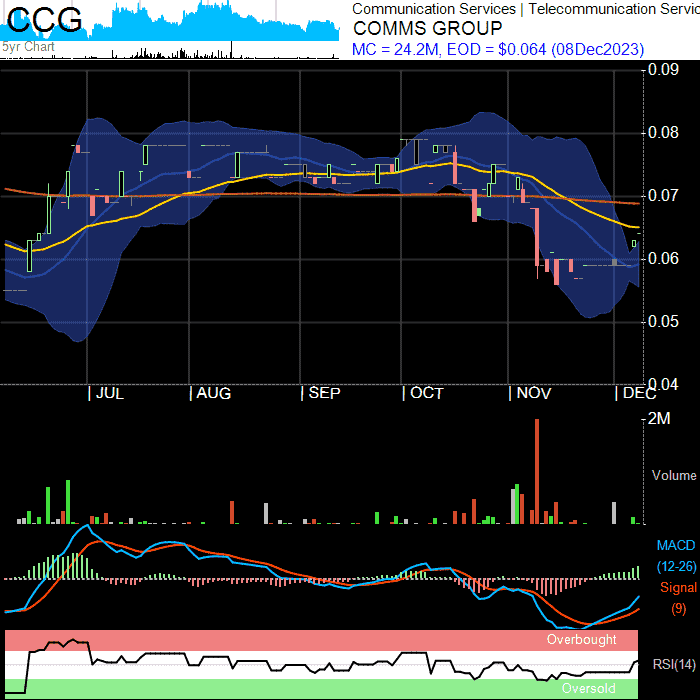 CCG
5yr Chart
Communication Services | Telecommunication Serv
COMMS GROUP
MC = 24.2M, EOD = $0.064 (08Dec2023)
0.09
0.08
0.07
0.06
0.05
0.04
| JUL | AUG | SEP | OCT | NOV | DEC
2M
Volume
MACD
(12-26)
Signal
(9)
Overbought
RSI(14)
Oversold